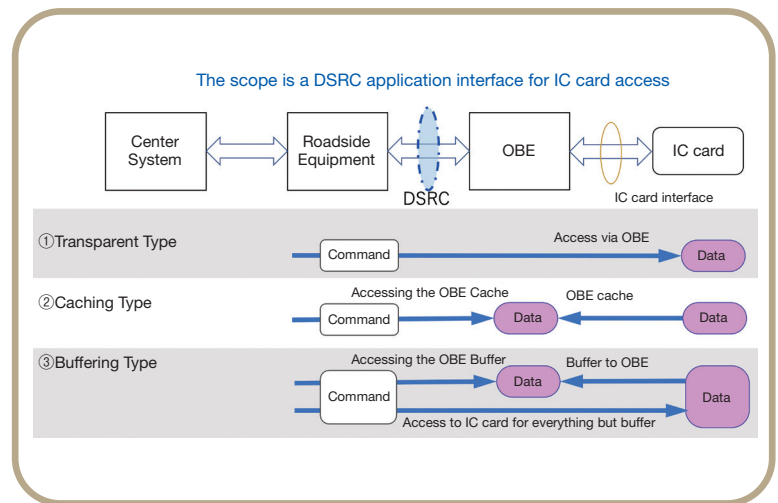 The scope is a DSRC application interface for IC card access
Center
System
Roadside
Equipment
OBE
IC card
DSRC
IC card interface
①Transparent Type
Command
Access via OBE
Data
②Caching Type
Accessing the OBE Cache
OBE cache
Command
Data
Data
③Buffering Type
Accessing the OBE Buffer
Buffer to OBE
Command
Data
Data
Access to IC card for everything but buffer